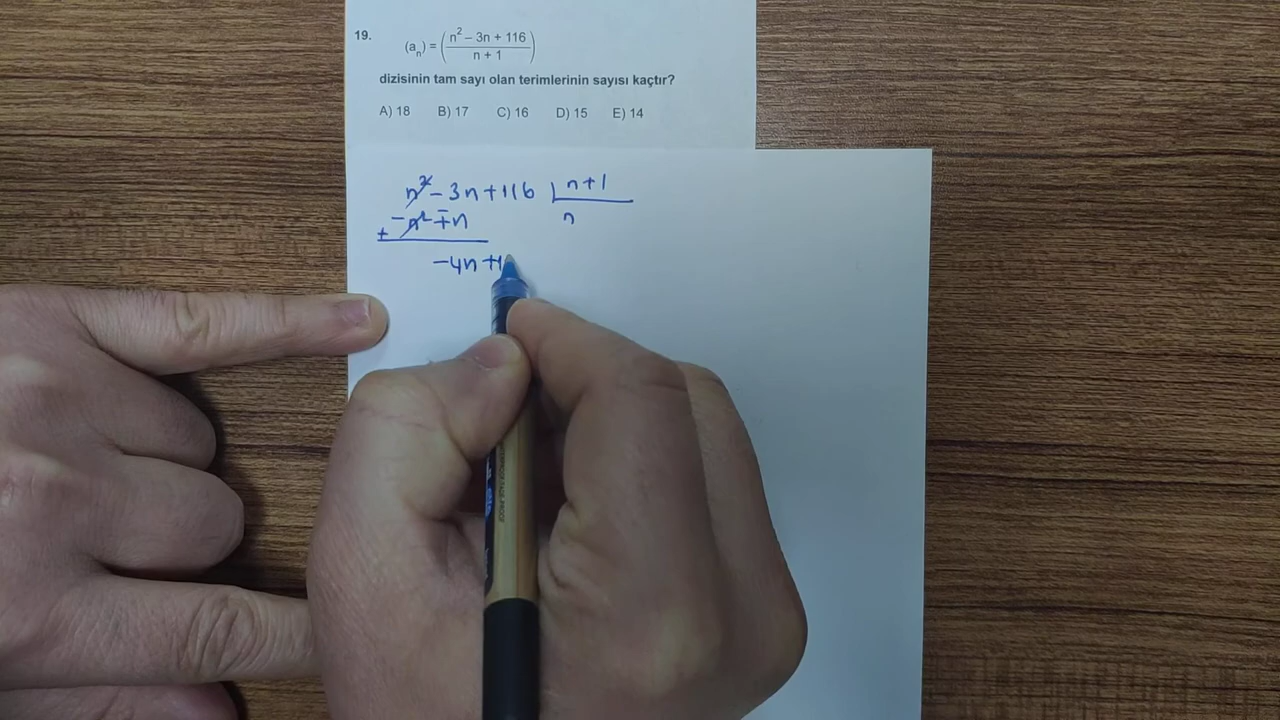 19.
(aₙ) = ( n² – 3n + 116 / n + 1 )
dizisinin tam sayı olan terimlerinin sayısı kaçtır?
A) 18 B) 17 C) 16 D) 15 E) 14
n² – 3n + 116 n + 1
– n² ∓ n n
+
– 4n + 1